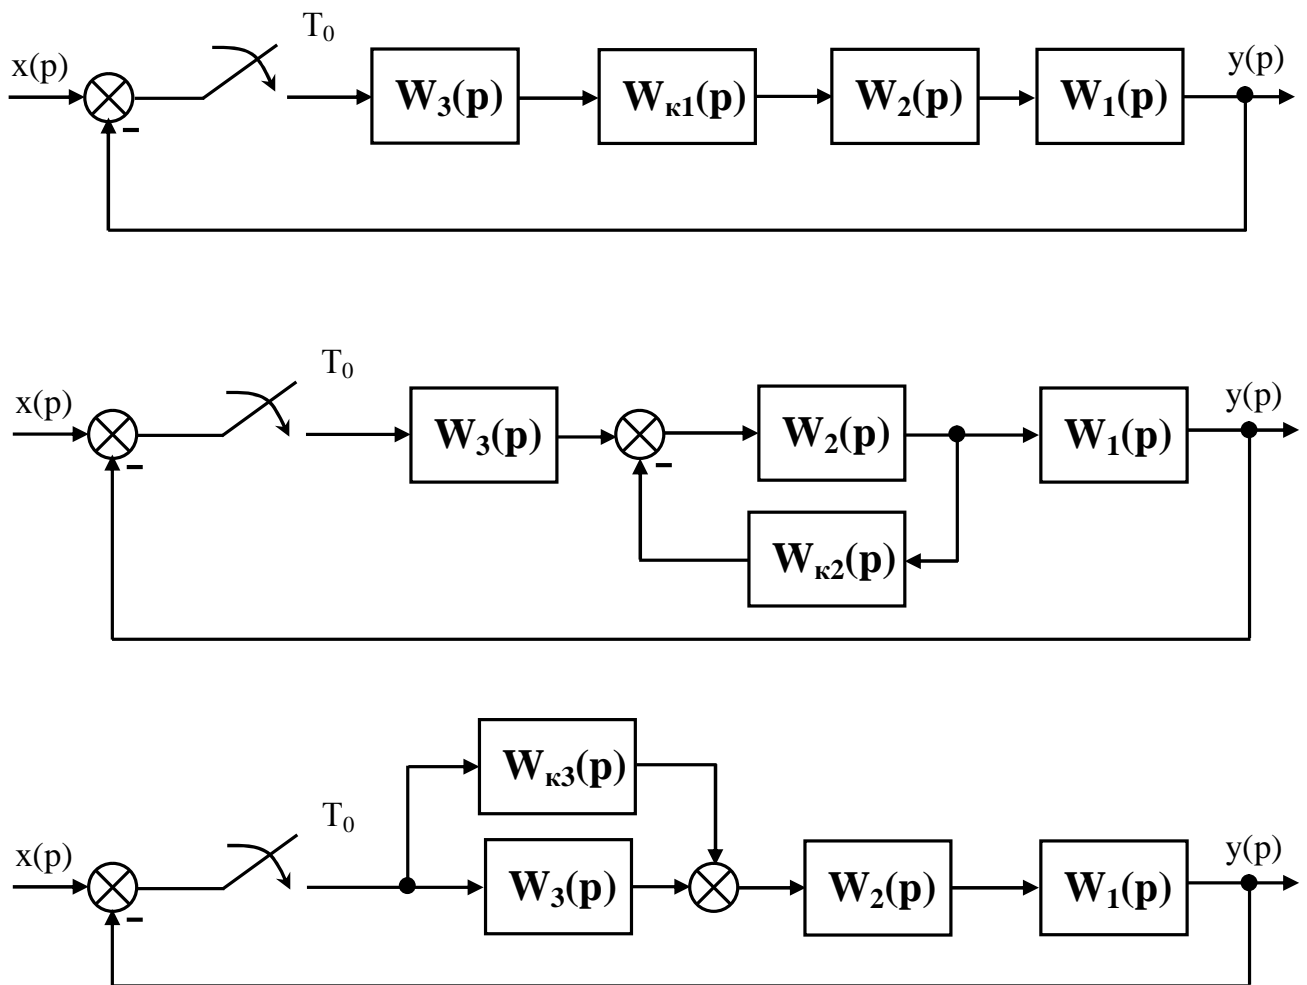 T₀
x(p) W₃(p) Wк₁(p) W₂(p) W₁(p) y(p)
-
T₀
x(p) W₃(p) W₂(p) W₁(p) y(p)
- -
Wк₂(p)
Wк₃(p)
T₀
x(p) W₃(p) W₂(p) W₁(p) y(p)
-